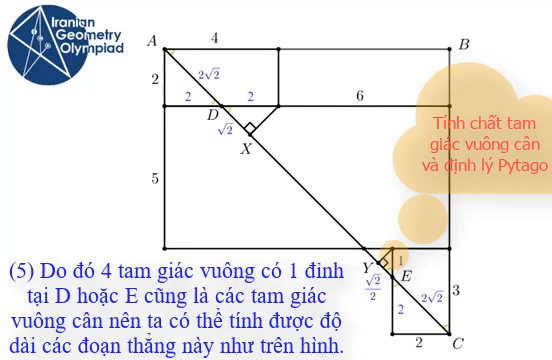 Iranian
Geometry
Olympiad
A
4
B
2
2√2
2
2
6
D
√2
X
Tính chất tam
giác vuông cân
và định lý Pytago
5
Y
1
E
√2/2
2
2√2
3
2
C
(5) Do đó 4 tam giác vuông có 1 đỉnh
tại D hoặc E cũng là các tam giác
vuông cân nên ta có thể tính được độ
dài các đoạn thẳng này như trên hình.